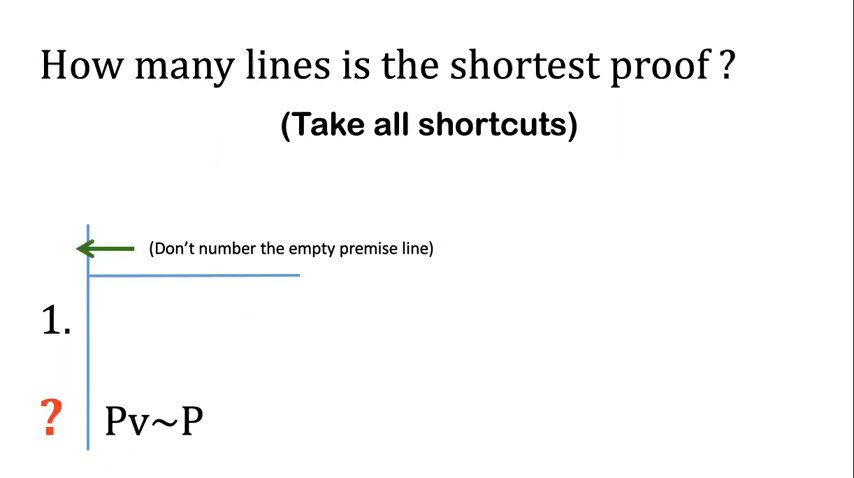 How many lines is the shortest proof ?
(Take all shortcuts)
(Don't number the empty premise line)
1.
? Pv~P